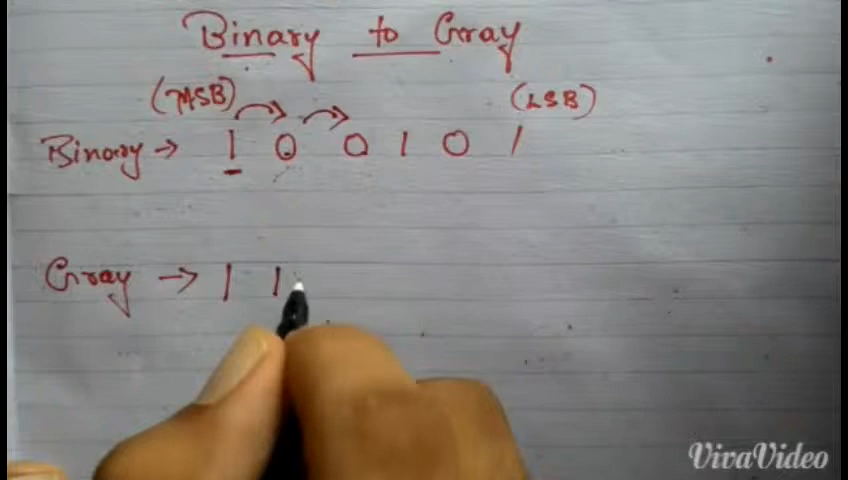 Binary to Gray
(MSB) (LSB)
Binary → 1 0 0 1 0 1
Gray → 1 1
VivaVideo